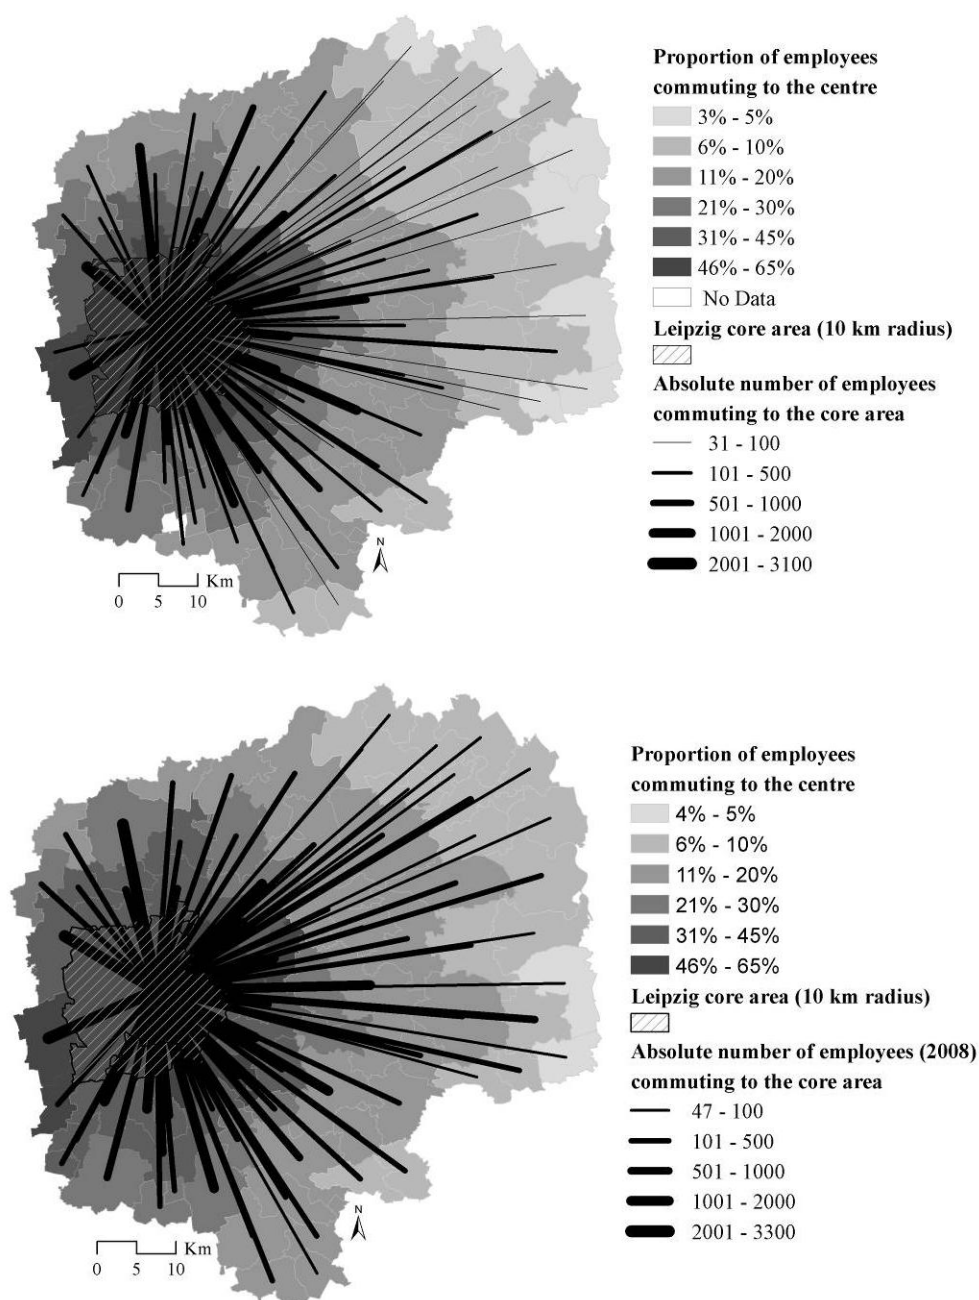 Proportion of employees
commuting to the centre
3% - 5%
6% - 10%
11% - 20%
21% - 30%
31% - 45%
46% - 65%
No Data
Leipzig core area (10 km radius)
Absolute number of employees
commuting to the core area
31 - 100
101 - 500
501 - 1000
1001 - 2000
2001 - 3100
N
Km
0 5 10
Proportion of employees
commuting to the centre
4% - 5%
6% - 10%
11% - 20%
21% - 30%
31% - 45%
46% - 65%
Leipzig core area (10 km radius)
Absolute number of employees (2008)
commuting to the core area
47 - 100
101 - 500
501 - 1000
1001 - 2000
2001 - 3300
N
Km
0 5 10